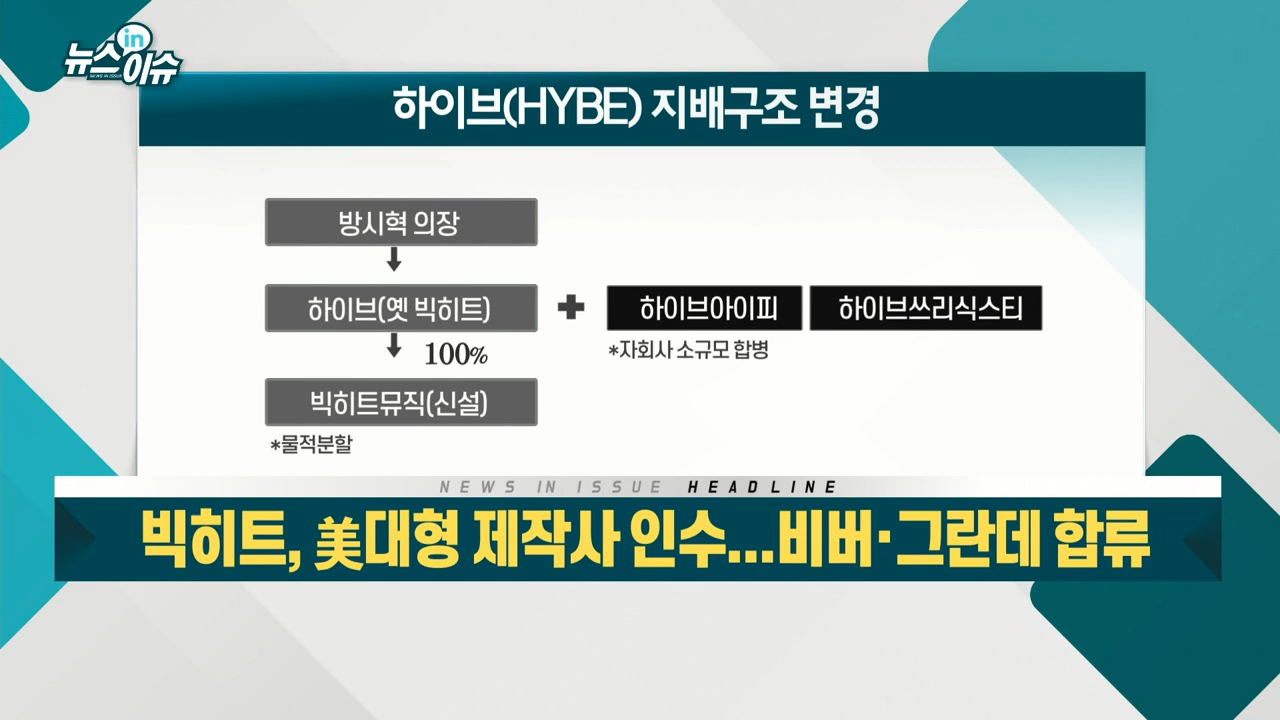 뉴스in이슈
NEWS IN ISSUE
하이브(HYBE) 지배구조 변경
방시혁 의장
하이브(옛 빅히트)
하이브아이피
하이브쓰리식스티
*자회사 소규모 합병
100%
빅히트뮤직(신설)
*물적분할
NEWS IN ISSUE HEADLINE
빅히트, 美대형 제작사 인수...비버·그란데 합류